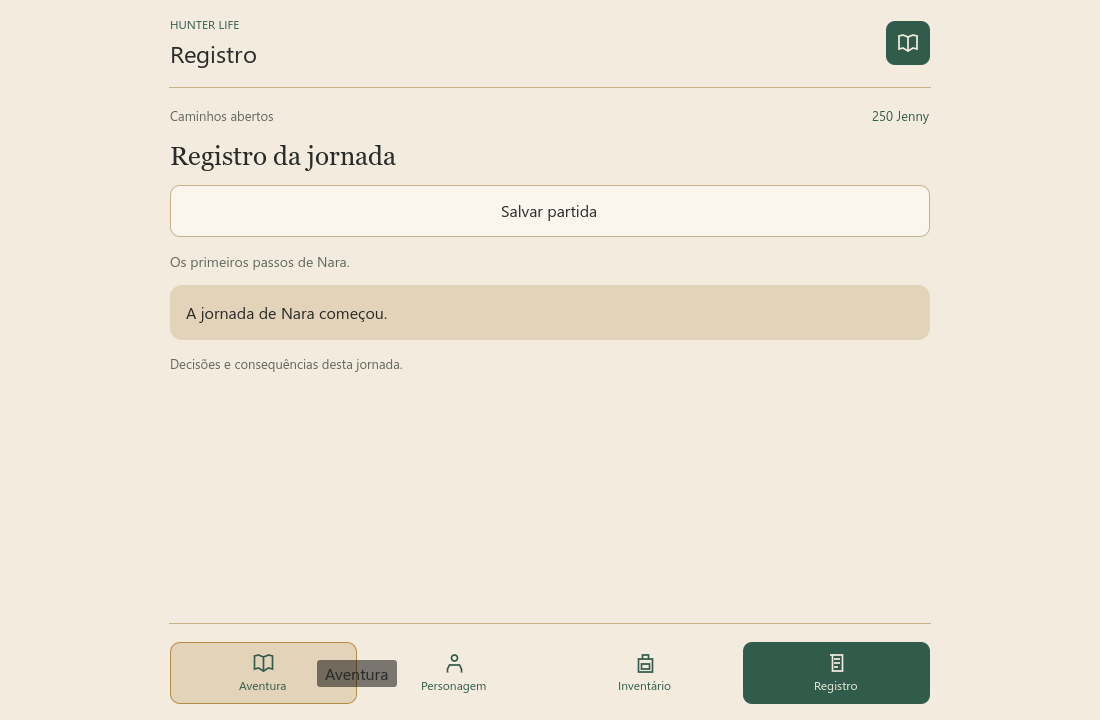 HUNTER LIFE
Registro
Caminhos abertos
250 Jenny
Registro da jornada
Salvar partida
Os primeiros passos de Nara.
A jornada de Nara começou.
Decisões e consequências desta jornada.
Aventura
Aventura
Personagem
Inventário
Registro